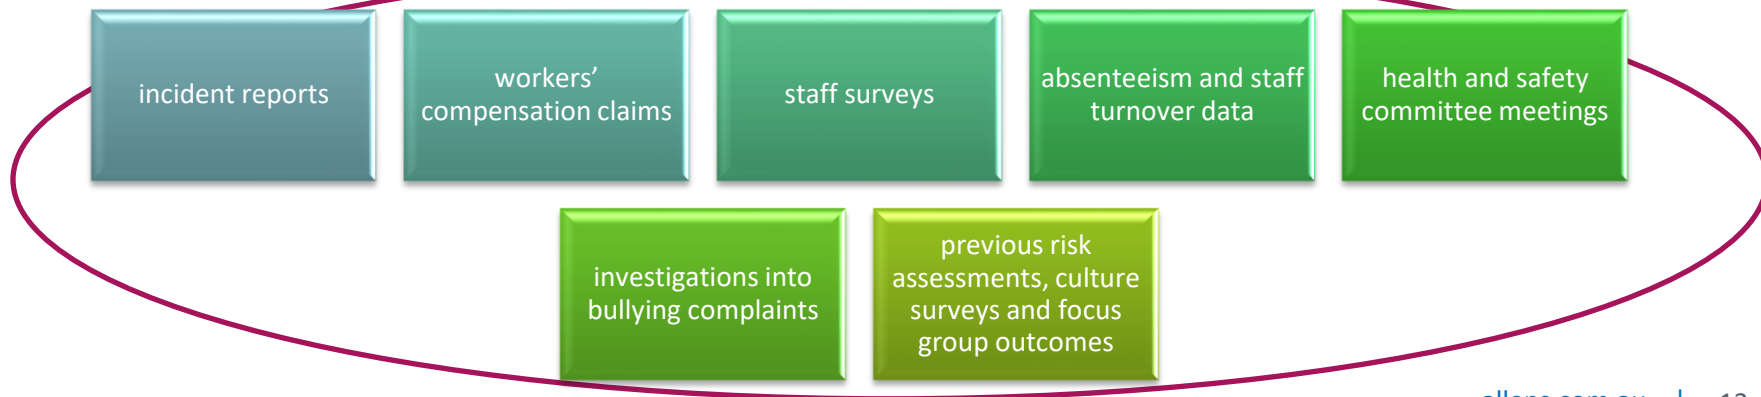 incident reports
workers’
compensation claims
staff surveys
absenteeism and staff
turnover data
health and safety
committee meetings
investigations into
bullying complaints
previous risk
assessments, culture
surveys and focus
group outcomes